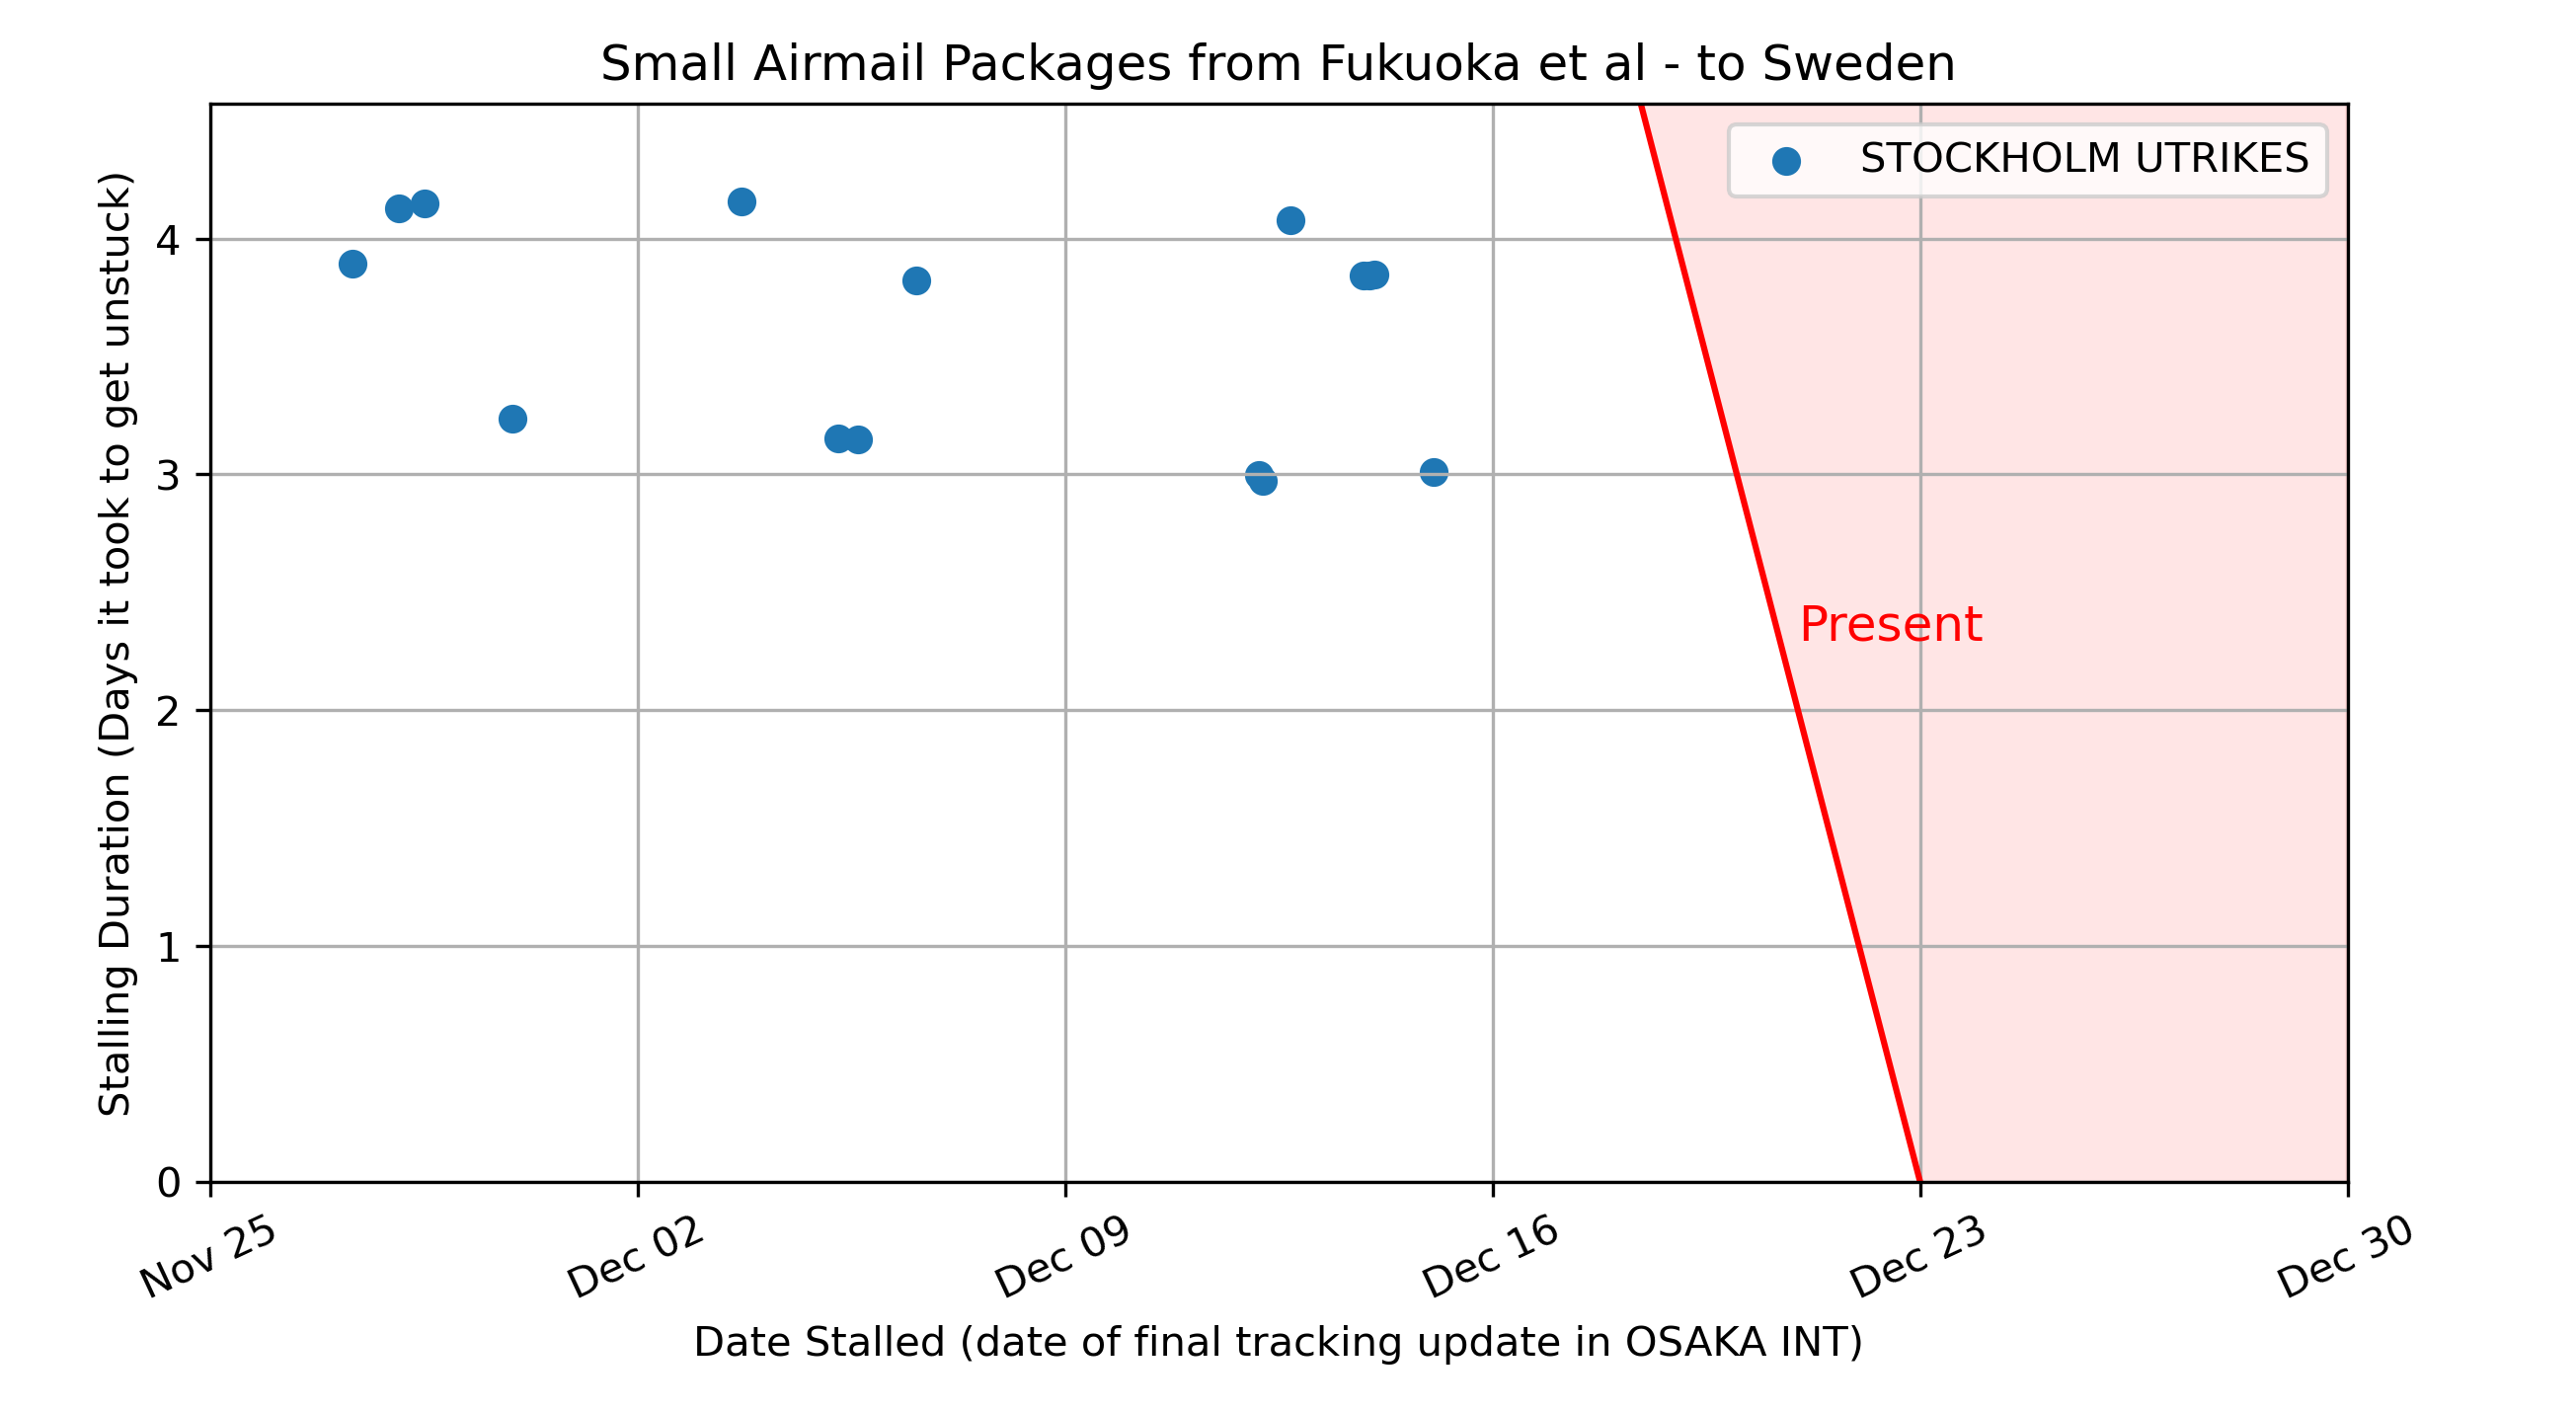 Small Airmail Packages from Fukuoka et al - to Sweden
STOCKHOLM UTRIKES
Stalling Duration (Days it took to get unstuck)
4
3
2
1
0
Present
Nov 25
Dec 02
Dec 09
Dec 16
Dec 23
Dec 30
Date Stalled (date of final tracking update in OSAKA INT)